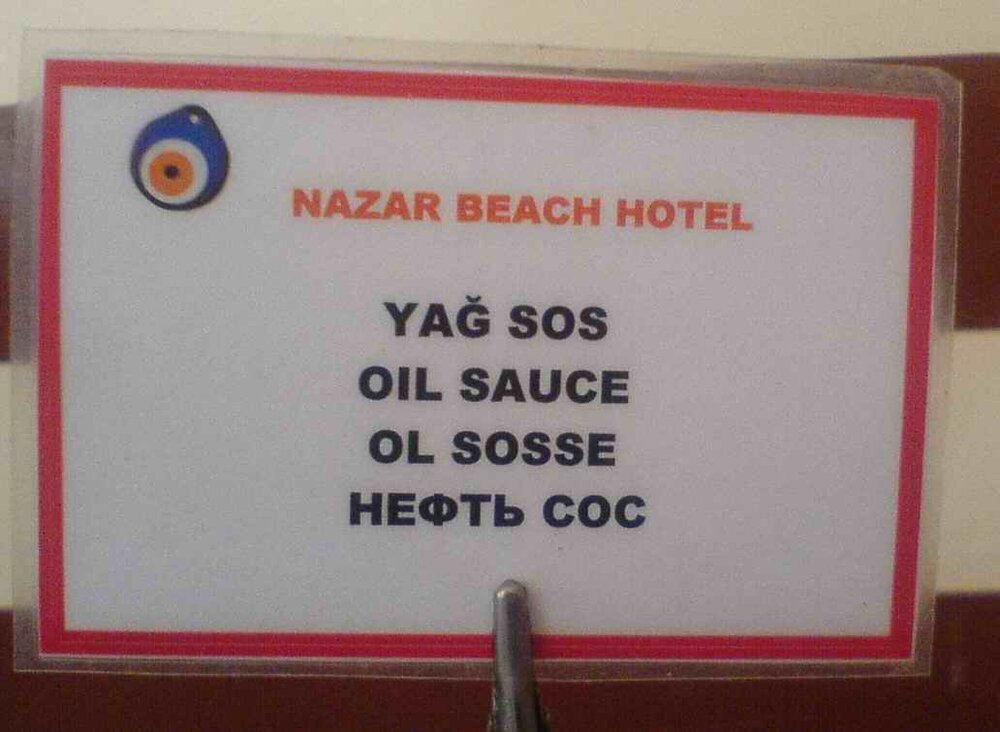 NAZAR BEACH HOTEL
YAĞ SOS
OIL SAUCE
OL SOSSE
НЕФТЬ СОС